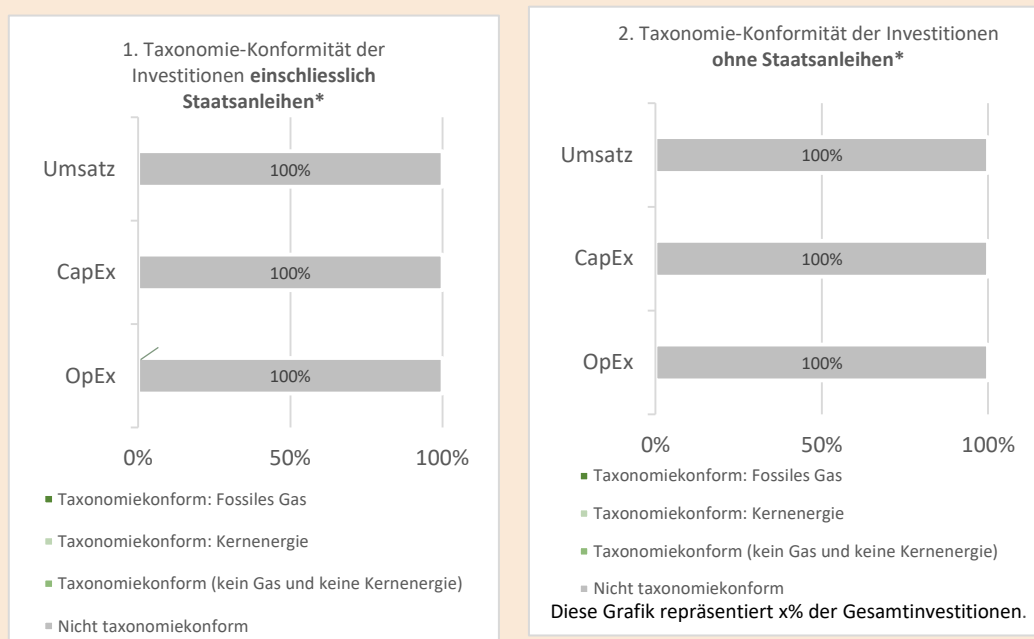 1. Taxonomie-Konformität der
Investitionen einschliesslich
Staatsanleihen*
Umsatz
100%
CapEx
100%
OpEx
100%
0%
50%
100%
Taxonomiekonform: Fossiles Gas
Taxonomiekonform: Kernenergie
Taxonomiekonform (kein Gas und keine Kernenergie)
Nicht taxonomiekonform
2. Taxonomie-Konformität der Investitionen
ohne Staatsanleihen*
Umsatz
100%
CapEx
100%
OpEx
100%
0%
50%
100%
Taxonomiekonform: Fossiles Gas
Taxonomiekonform: Kernenergie
Taxonomiekonform (kein Gas und keine Kernenergie)
Nicht taxonomiekonform
Diese Grafik repräsentiert x% der Gesamtinvestitionen.